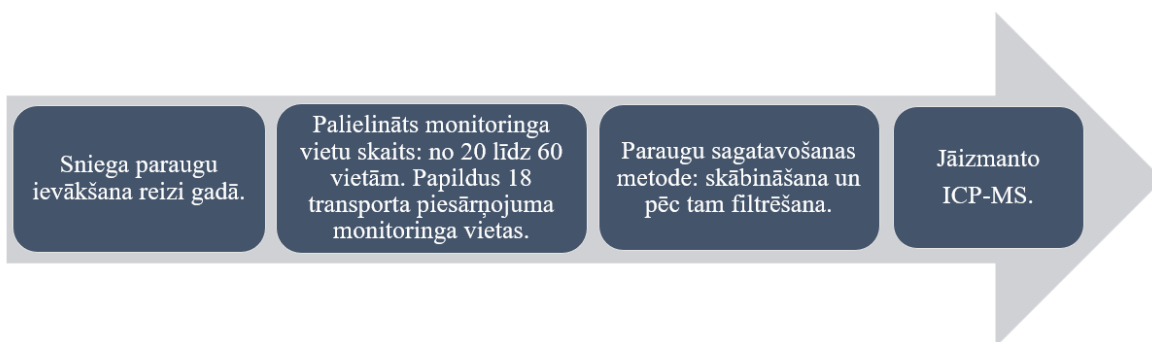 Sniega paraugu
ievākšana reizi gadā.
Palielināts monitoringa
vietu skaits: no 20 līdz 60
vietām. Papildus 18
transporta piesārņojuma
monitoringa vietas.
Paraugu sagatavošanas
metode: skābināšana un
pēc tam filtrēšana.
Jāizmanto
ICP-MS.